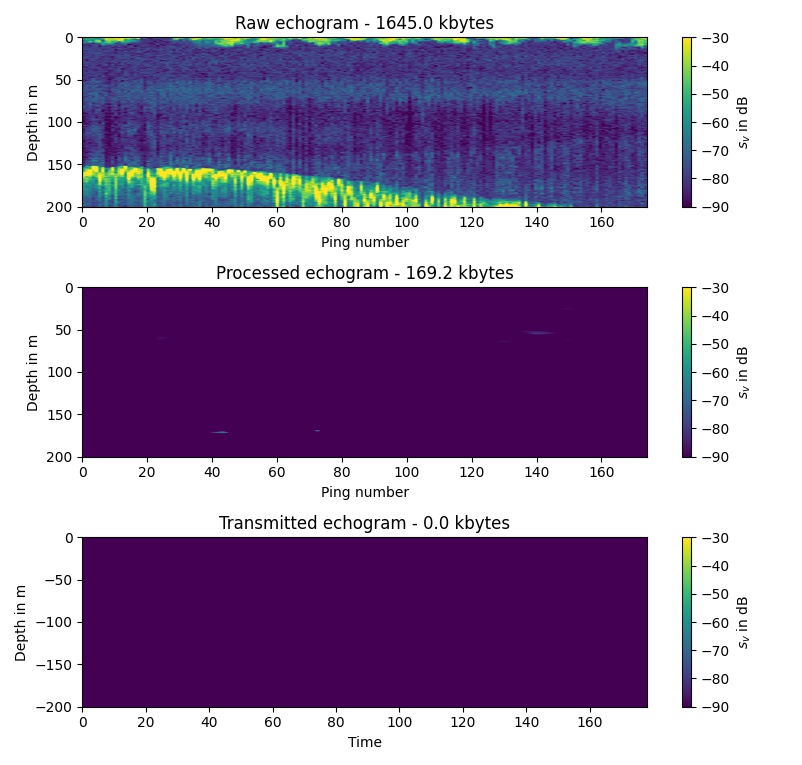 Raw echogram - 1645.0 kbytes
0
50
100
150
200
Depth in m
0 20 40 60 80 100 120 140 160
Ping number
−30
−40
−50
−60
−70
−80
−90
sᵥ in dB
Processed echogram - 169.2 kbytes
0
50
100
150
200
Depth in m
0 20 40 60 80 100 120 140 160
Ping number
−30
−40
−50
−60
−70
−80
−90
sᵥ in dB
Transmitted echogram - 0.0 kbytes
0
−50
−100
−150
−200
Depth in m
0 20 40 60 80 100 120 140 160
Time
−30
−40
−50
−60
−70
−80
−90
sᵥ in dB